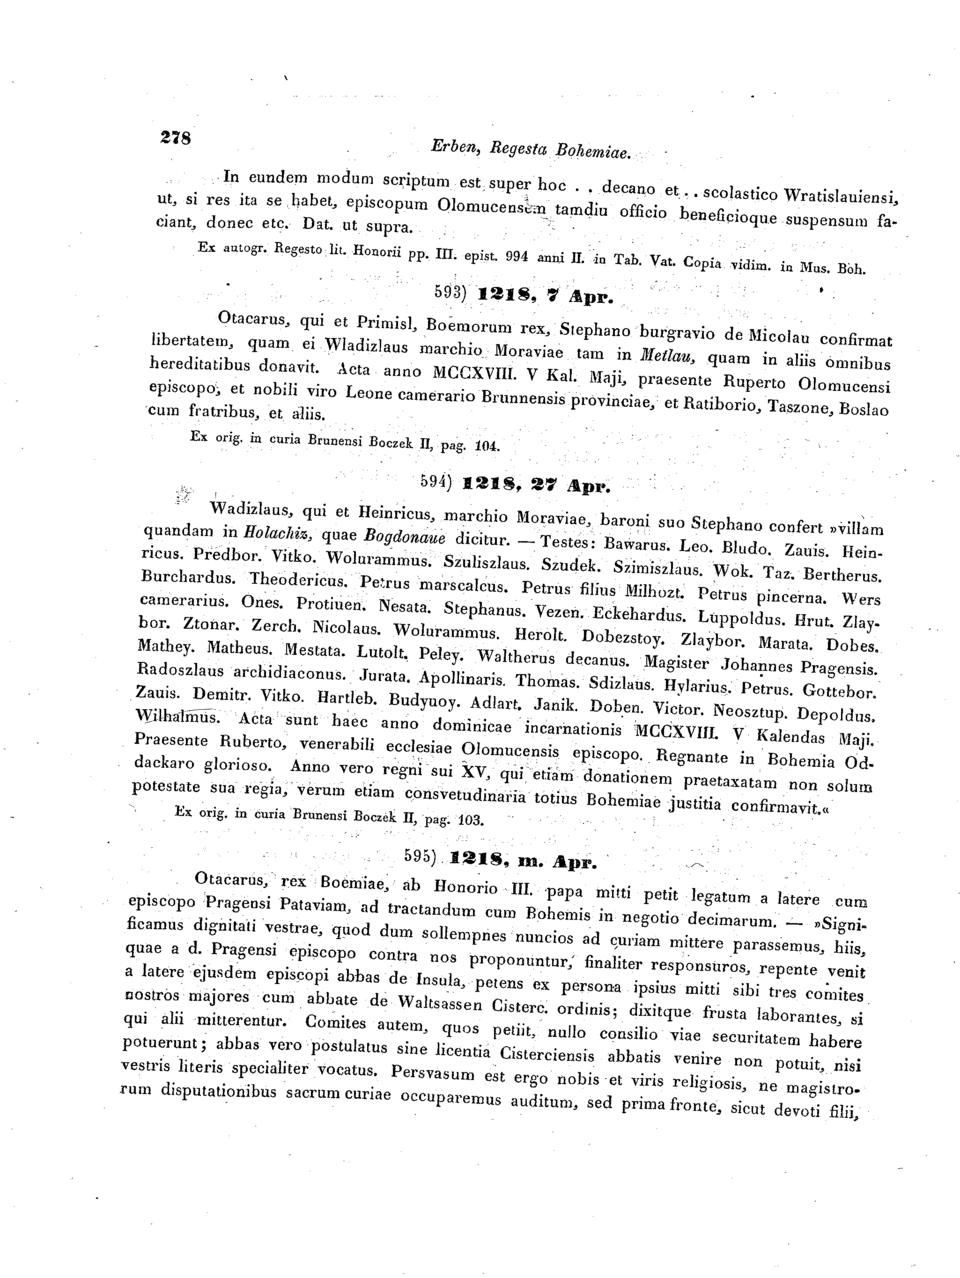 278
Erben, Regesta Bohemiae.
In eundem modum scriptum est super hoc . . decano et . . scolastico Wratislauiensi,
ut, si res ita se habet, episcopum Olomucensem tamdiu officio beneficioque suspensum fa-
ciant, donec etc. Dat. ut supra.
Ex autogr. Regesto lit. Honorii pp. III. epist. 994 anni II. in Tab. Vat. Copia vidim. in Mus. Boh.
593) 1218, 7 Apr.
Otacarus, qui et Primisl, Boemorum rex, Stephano burgravio de Micolau confirmat
libertatem, quam ei Wladizlaus marchio Moraviae tam in Metlau, quam in aliis omnibus
hereditatibus donavit. Acta anno MCCXVIII. V Kal. Maji, praesente Ruperto Olomucensi
episcopo, et nobili viro Leone camerario Brunnensis provinciae, et Ratiborio, Taszone, Boslao
cum fratribus, et aliis.
Ex orig. in curia Brunensi Boczek II, pag. 104.
594) 1218, 27 Apr.
Wadizlaus, qui et Heinricus, marchio Moraviae, baroni suo Stephano confert »villam
quandam in Holachiz, quae Bogdonaue dicitur. — Testes: Bawarus. Leo. Bludo. Zauis. Hein-
ricus. Predbor. Vitko. Wolurammus. Szuliszlaus. Szudek. Szimiszlaus. Wok. Taz. Bertherus.
Burchardus. Theodericus. Petrus marscalcus. Petrus filius Milhozt. Petrus pincerna. Wers
camerarius. Ones. Protiuen. Nesata. Stephanus. Vezen. Eckehardus. Luppoldus. Hrut. Zlay-
bor. Ztonar. Zerch. Nicolaus. Wolurammus. Herolt. Dobezstoy. Zlaybor. Marata. Dobes.
Mathey. Matheus. Mestata. Lutolt. Peley. Waltherus decanus. Magister Johannes Pragensis.
Radoszlaus archidiaconus. Jurata. Apollinaris. Thomas. Sdizlaus. Hylarius. Petrus. Gottebor.
Zauis. Demitr. Vitko. Hartleb. Budyuoy. Adlart. Janik. Doben. Victor. Neosztup. Depoldus.
Wilhalmus. Acta sunt haec anno dominicae incarnationis MCCXVIII. V Kalendas Maji.
Praesente Ruberto, venerabili ecclesiae Olomucensis episcopo. Regnante in Bohemia Od-
dackaro glorioso. Anno vero regni sui XV, qui etiam donationem praetaxatam non solum
potestate sua regia, verum etiam consvetudinaria totius Bohemiae justitia confirmavit.«
Ex orig. in curia Brunensi Boczek II, pag. 103.
595) 1218, m. Apr.
Otacarus, rex Boemiae, ab Honorio III. papa mitti petit legatum a latere cum
episcopo Pragensi Pataviam, ad tractandum cum Bohemis in negotio decimarum. — »Signi-
ficamus dignitati vestrae, quod dum sollempnes nuncios ad curiam mittere parassemus, hiis,
quae a d. Pragensi episcopo contra nos proponuntur, finaliter responsuros, repente venit
a latere ejusdem episcopi abbas de Insula, petens ex persona ipsius mitti sibi tres comites
nostros majores cum abbate de Waltsassen Cisterc. ordinis; dixitque frusta laborantes, si
qui alii mitterentur. Comites autem, quos petiit, nullo consilio viae securitatem habere
potuerunt; abbas vero postulatus sine licentia Cisterciensis abbatis venire non potuit, nisi
vestris literis specialiter vocatus. Persvasum est ergo nobis et viris religiosis, ne magistro-
rum disputationibus sacrum curiae occuparemus auditum, sed prima fronte, sicut devoti filii,